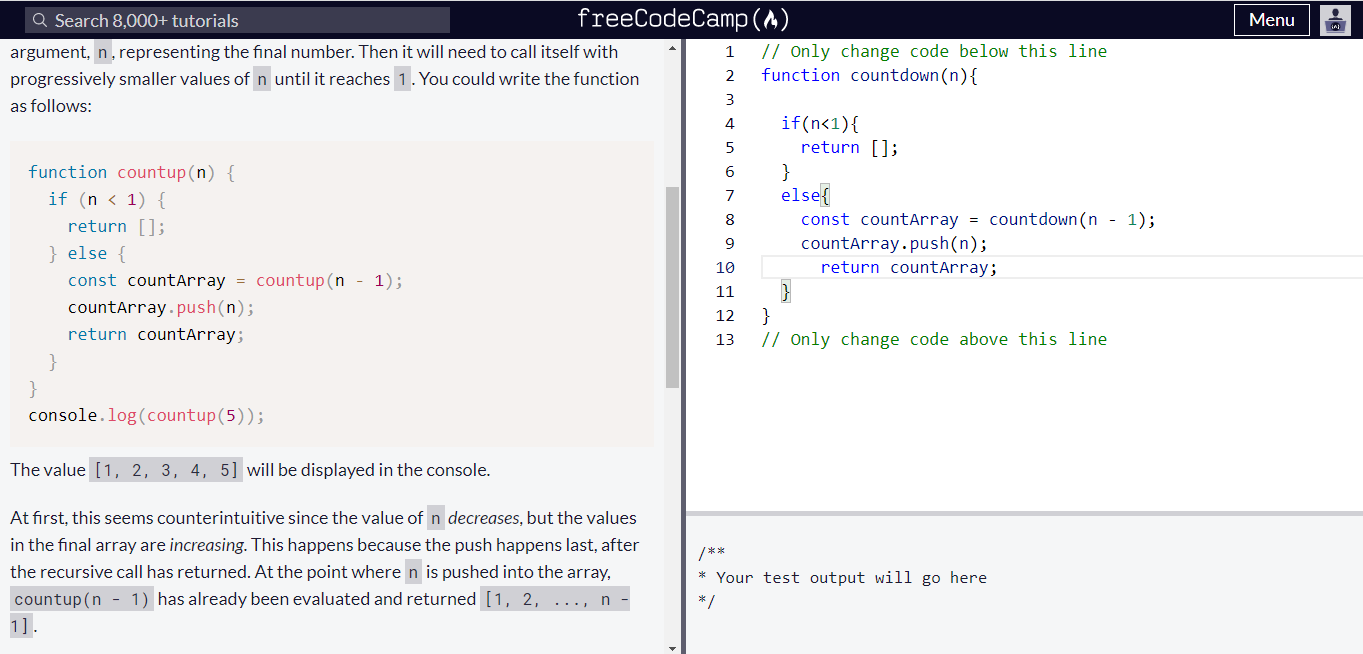 Search 8,000+ tutorials
freeCodeCamp(🔥)
Menu
argument, n, representing the final number. Then it will need to call itself with
progressively smaller values of n until it reaches 1. You could write the function
as follows:
function countup(n) {
  if (n < 1) {
    return [];
  } else {
    const countArray = countup(n - 1);
    countArray.push(n);
    return countArray;
  }
}
console.log(countup(5));
The value [1, 2, 3, 4, 5] will be displayed in the console.
At first, this seems counterintuitive since the value of n decreases, but the values
in the final array are increasing. This happens because the push happens last, after
the recursive call has returned. At the point where n is pushed into the array,
countup(n - 1) has already been evaluated and returned [1, 2, ..., n -
1].
1 // Only change code below this line
2 function countdown(n){
3
4   if(n<1){
5     return [];
6   }
7   else{
8     const countArray = countdown(n - 1);
9     countArray.push(n);
10       return countArray;
11   }
12 }
13 // Only change code above this line
/**
* Your test output will go here
*/